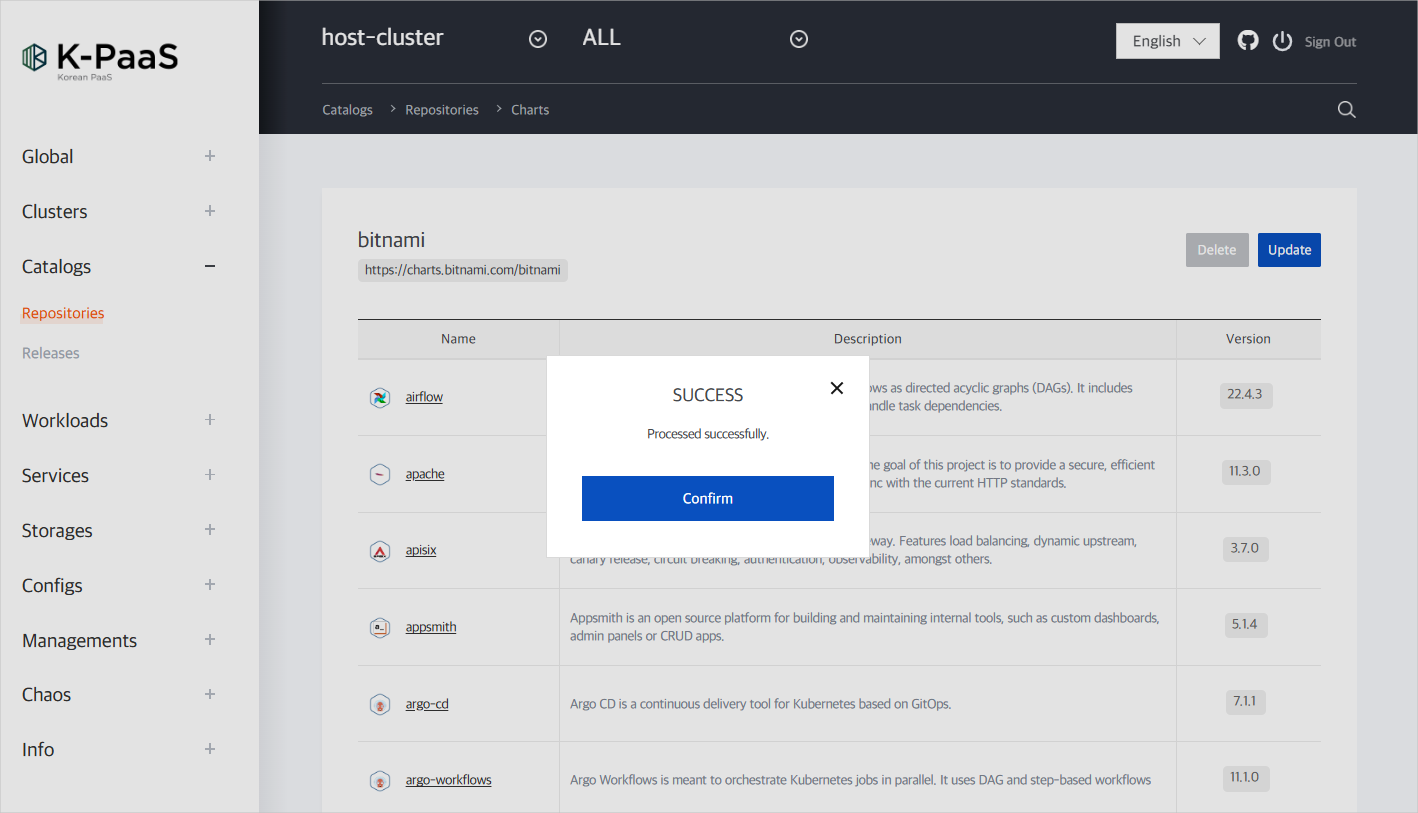 K-PaaS
Korean PaaS
host-cluster
ALL
English
Sign Out
Catalogs
Repositories
Charts
Global
Clusters
Catalogs
Repositories
Releases
Workloads
Services
Storages
Configs
Managements
Chaos
Info
bitnami
https://charts.bitnami.com/bitnami
Delete
Update
Name
Description
Version
SUCCESS
Processed successfully.
Confirm
airflow
ows as directed acyclic graphs (DAGs). It includes
ndle task dependencies.
22.4.3
apache
he goal of this project is to provide a secure, efficient
nc with the current HTTP standards.
11.3.0
apisix
way. Features load balancing, dynamic upstream,
canary release, circuit breaking, authentication, observability, amongst others.
3.7.0
appsmith
Appsmith is an open source platform for building and maintaining internal tools, such as custom dashboards,
admin panels or CRUD apps.
5.1.4
argo-cd
Argo CD is a continuous delivery tool for Kubernetes based on GitOps.
7.1.1
argo-workflows
Argo Workflows is meant to orchestrate Kubernetes jobs in parallel. It uses DAG and step-based workflows
11.1.0